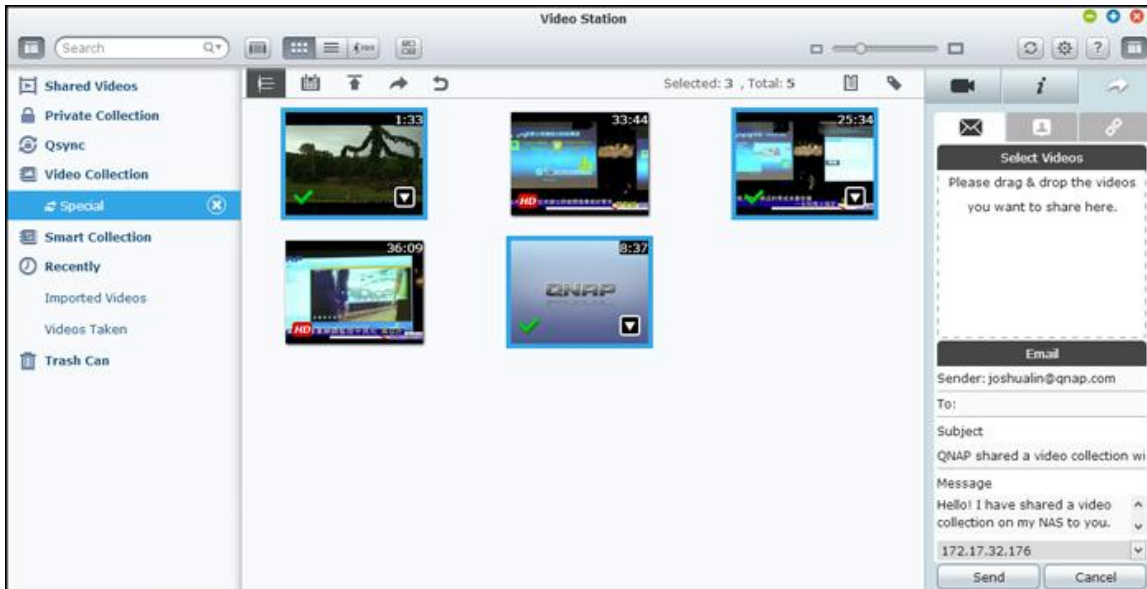 Video Station
Search
Shared Videos
Private Collection
Qsync
Video Collection
Special
Smart Collection
Recently
Imported Videos
Videos Taken
Trash Can
Selected: 3 , Total: 5
1:33
33:44
HD
25:34
36:09
HD
8:37
QNAP
Select Videos
Please drag & drop the videos
you want to share here.
Email
Sender: joshualin@qnap.com
To:
Subject
QNAP shared a video collection wi
Message
Hello! I have shared a video
collection on my NAS to you.
172.17.32.176
Send
Cancel